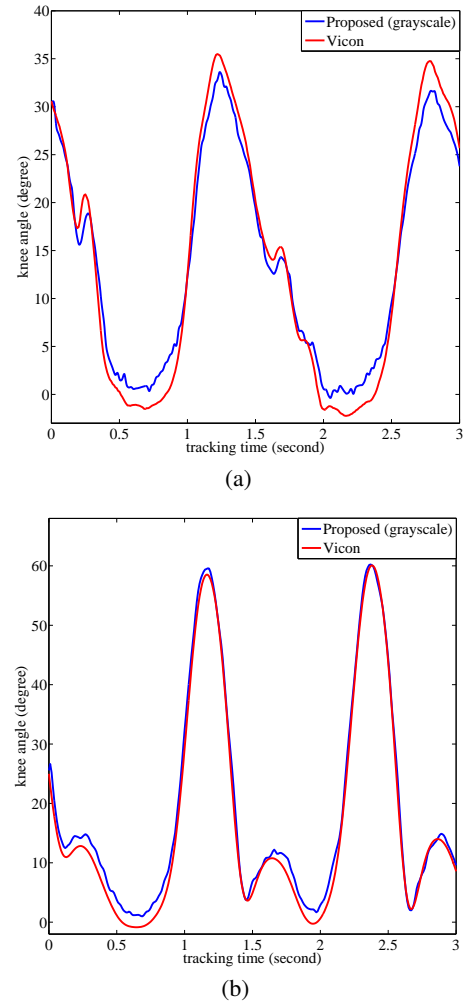 40
35
30
25
20
15
10
5
0
knee angle (degree)
Proposed (grayscale)
Vicon
0 0.5 1 1.5 2 2.5 3
tracking time (second)
(a)
60
50
40
30
20
10
0
knee angle (degree)
Proposed (grayscale)
Vicon
0 0.5 1 1.5 2 2.5 3
tracking time (second)
(b)